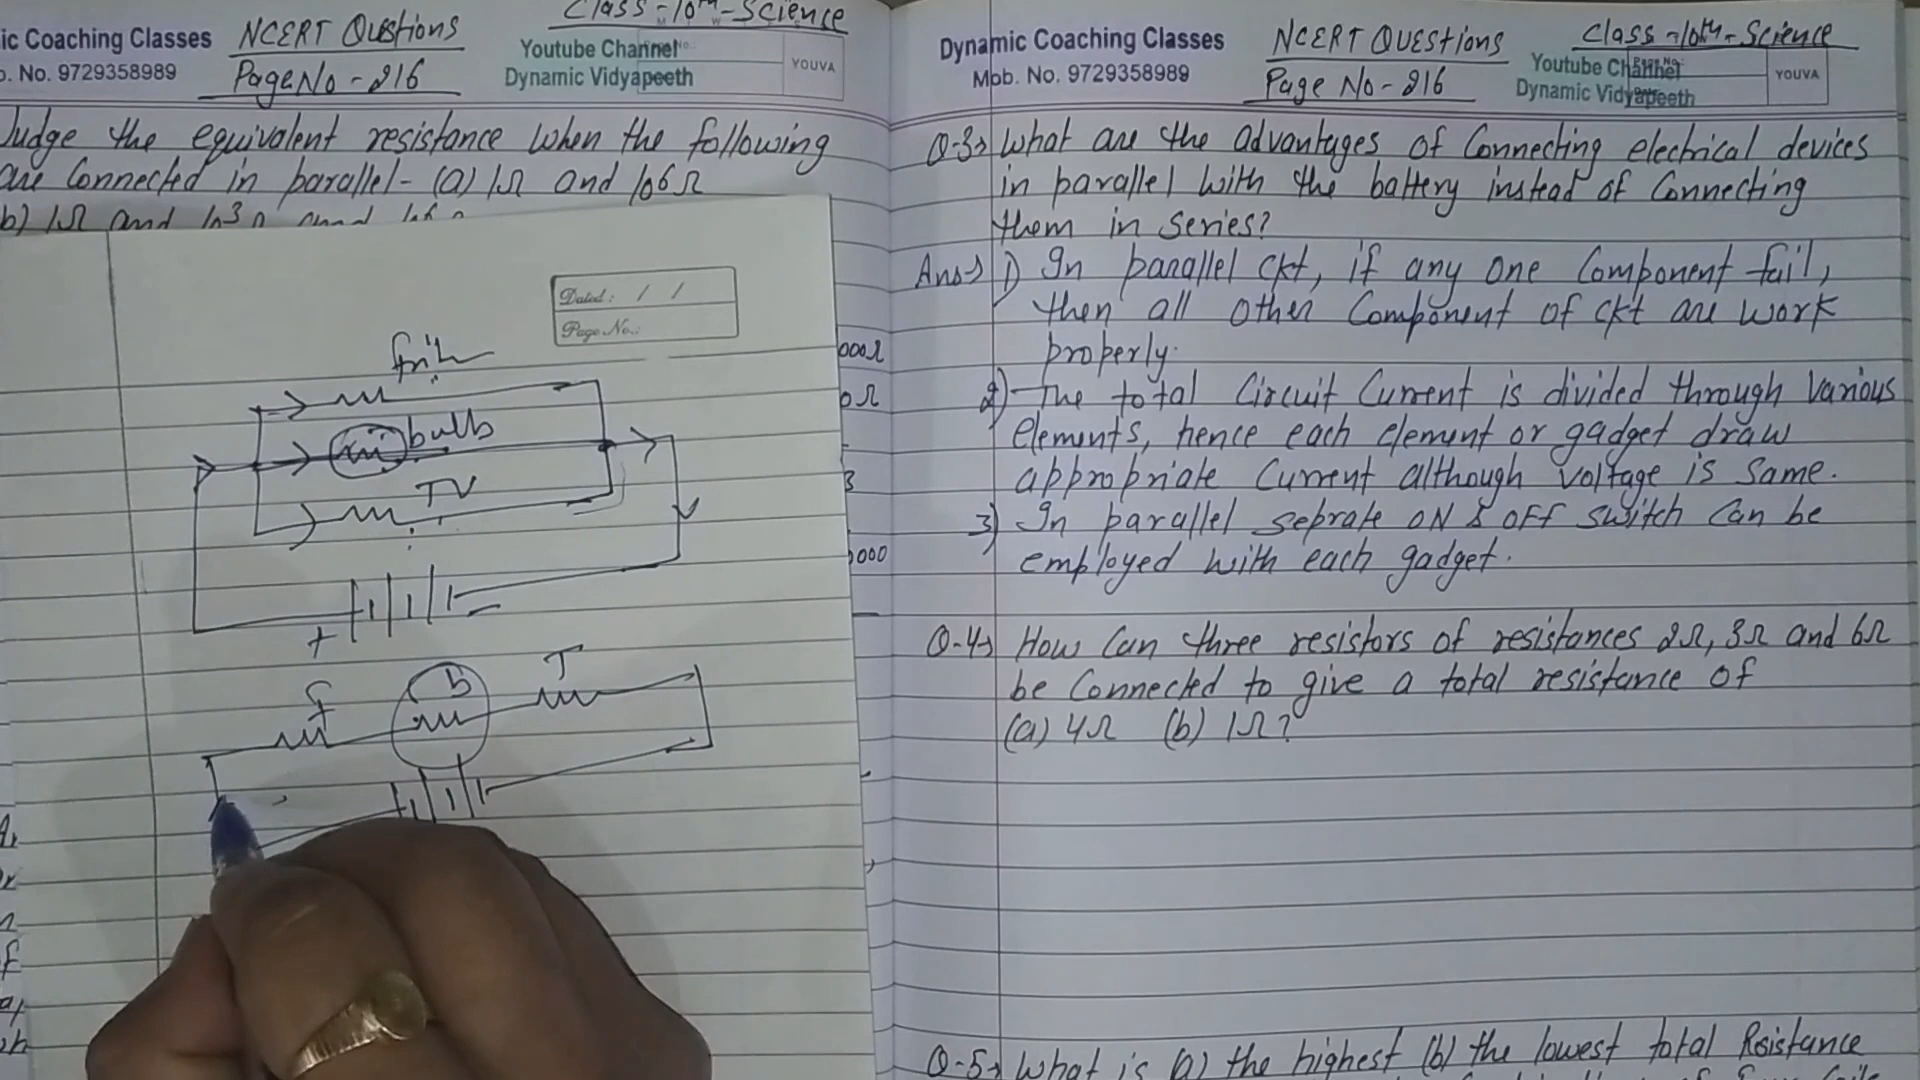 ic Coaching Classes
o. No. 9729358989
NCERT Questions
Page No - 216
Class - 10th - Science
Youtube Channel
Dynamic Vidyapeeth
YOUVA
Judge the equivalent resistance when the following
are Connected in parallel - (a) 1Ω and 106Ω
b) 1Ω and 10³Ω and
Dated : / /
Page No.:
bulb
TV
+
f
b
T
000Ω
0Ω
3
0000
Dynamic Coaching Classes
Mob. No. 9729358989
NCERT QUESTIONS
Page No - 216
Class - 10th - Science
Youtube Channel
Dynamic Vidyapeeth
YOUVA
Q-3→ What are the advantages of Connecting electrical devices
in parallel with the battery instead of Connecting
them in series?
Ans→ 1) In parallel ckt, if any one Component fail,
then all other Component of ckt are work
properly.
2) The total Circuit Current is divided through various
elements, hence each element or gadget draw
appropriate Current although voltage is same.
3) In parallel seprate ON & OFF switch Can be
employed with each gadget.
Q-4→ How Can three resistors of resistances 2Ω, 3Ω and 6Ω
be Connected to give a total resistance of
(a) 4Ω (b) 1Ω?
Q-5→ What is (a) the highest (b) the lowest total Resistance